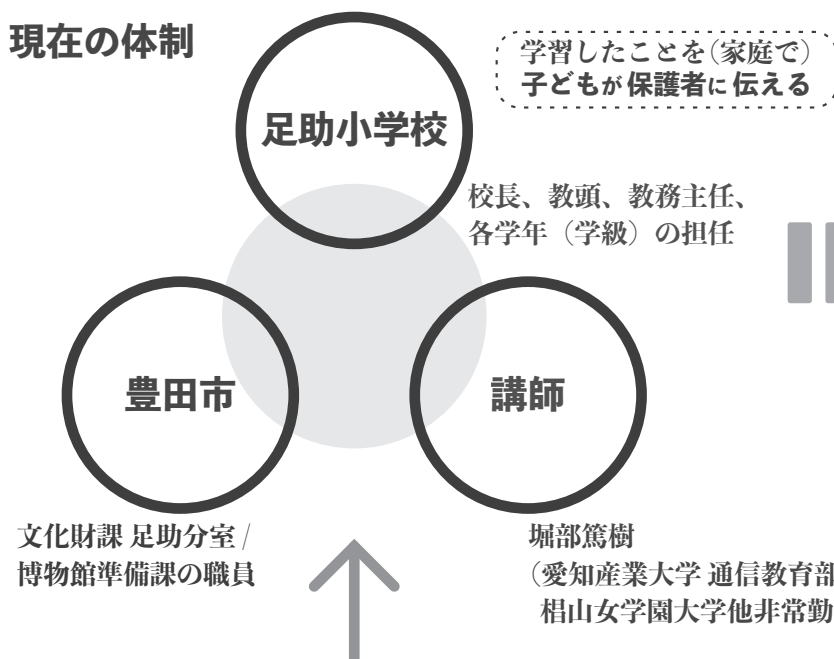 現在の体制
学習したことを（家庭で）
子どもが保護者に伝える
足助小学校
校長、教頭、教務主任、
各学年（学級）の担任
豊田市
講師
文化財課 足助分室 /
博物館準備課の職員
堀部篤樹
（愛知産業大学 通信教育部
椙山女学園大学他非常勤